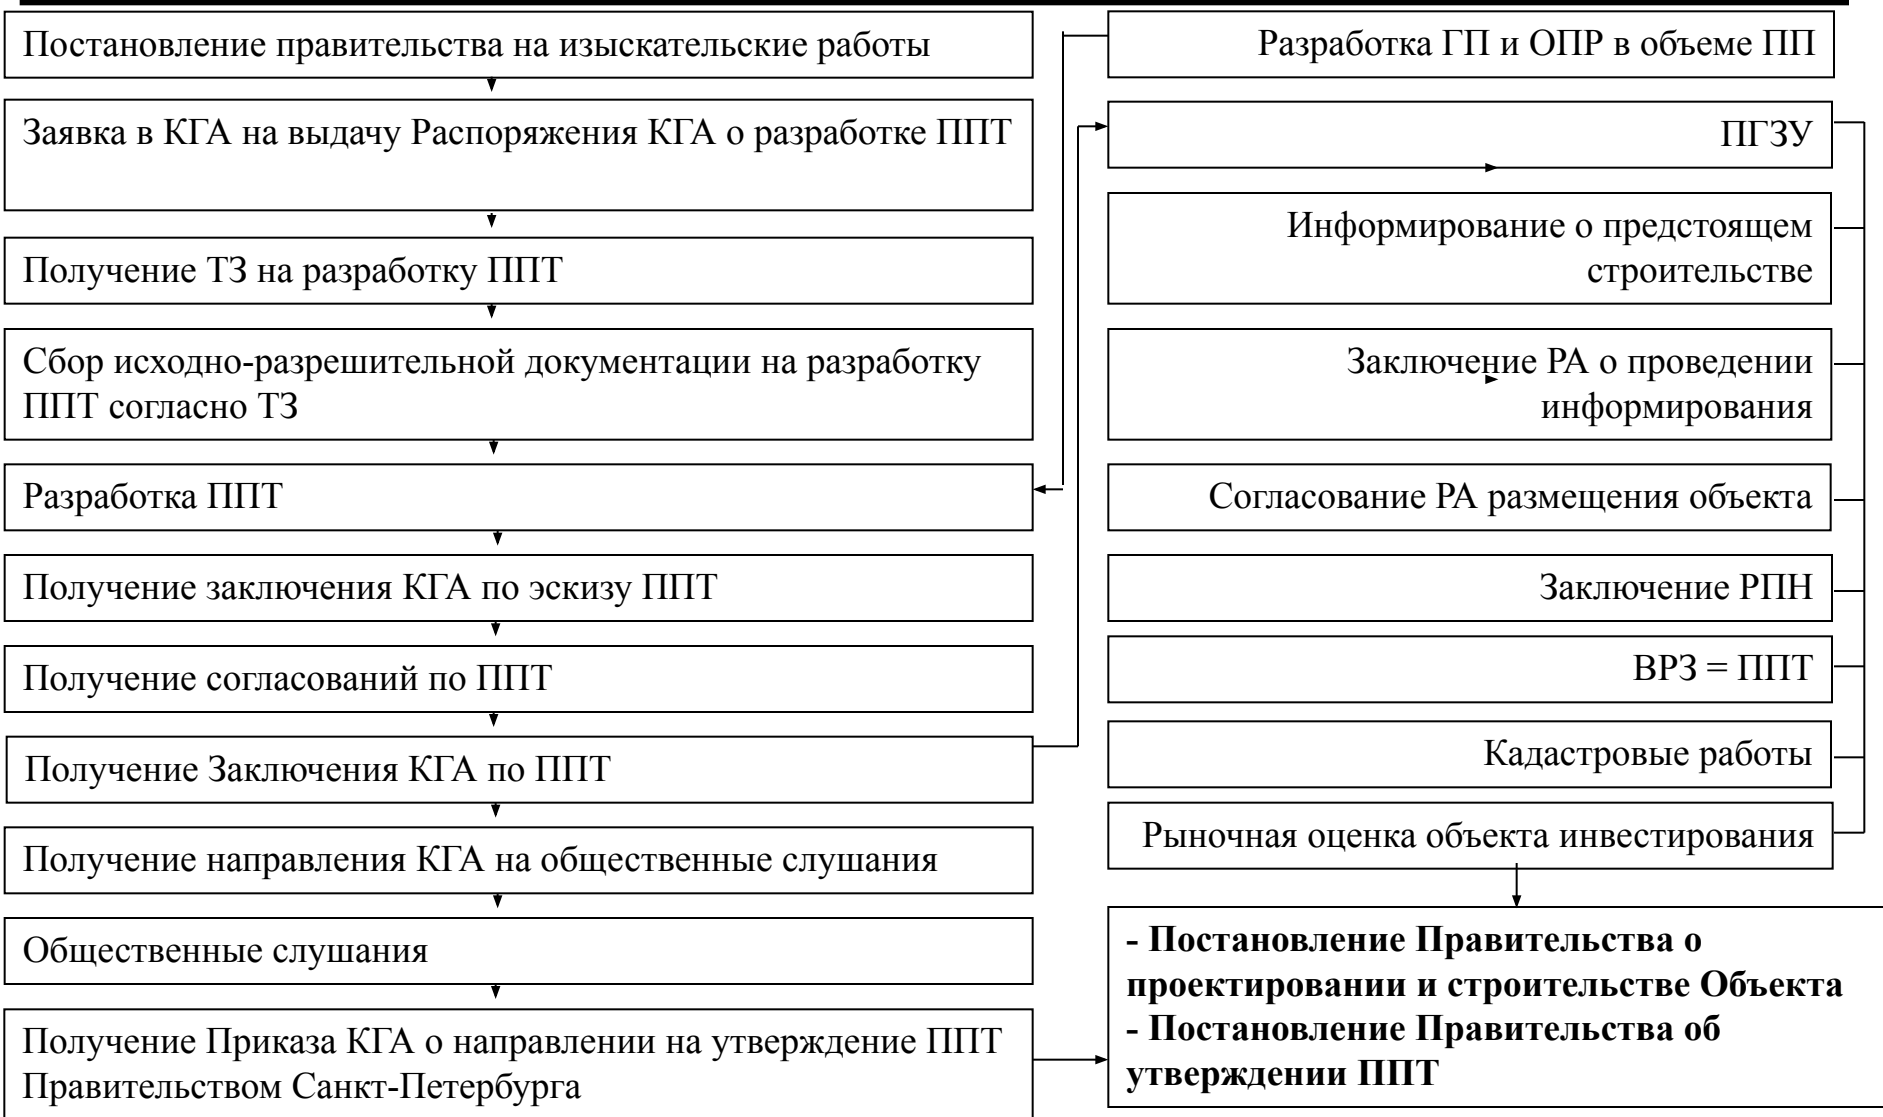 Постановление правительства на изыскательские работы
Заявка в КГА на выдачу Распоряжения КГА о разработке ППТ
Получение ТЗ на разработку ППТ
Сбор исходно-разрешительной документации на разработку
ППТ согласно ТЗ
Разработка ППТ
Получение заключения КГА по эскизу ППТ
Получение согласований по ППТ
Получение Заключения КГА по ППТ
Получение направления КГА на общественные слушания
Общественные слушания
Получение Приказа КГА о направлении на утверждение ППТ
Правительством Санкт-Петербурга
Разработка ГП и ОПР в объеме ПП
ПГЗУ
Информирование о предстоящем
строительстве
Заключение РА о проведении
информирования
Согласование РА размещения объекта
Заключение РПН
ВРЗ = ППТ
Кадастровые работы
Рыночная оценка объекта инвестирования
- Постановление Правительства о
проектировании и строительстве Объекта
- Постановление Правительства об
утверждении ППТ